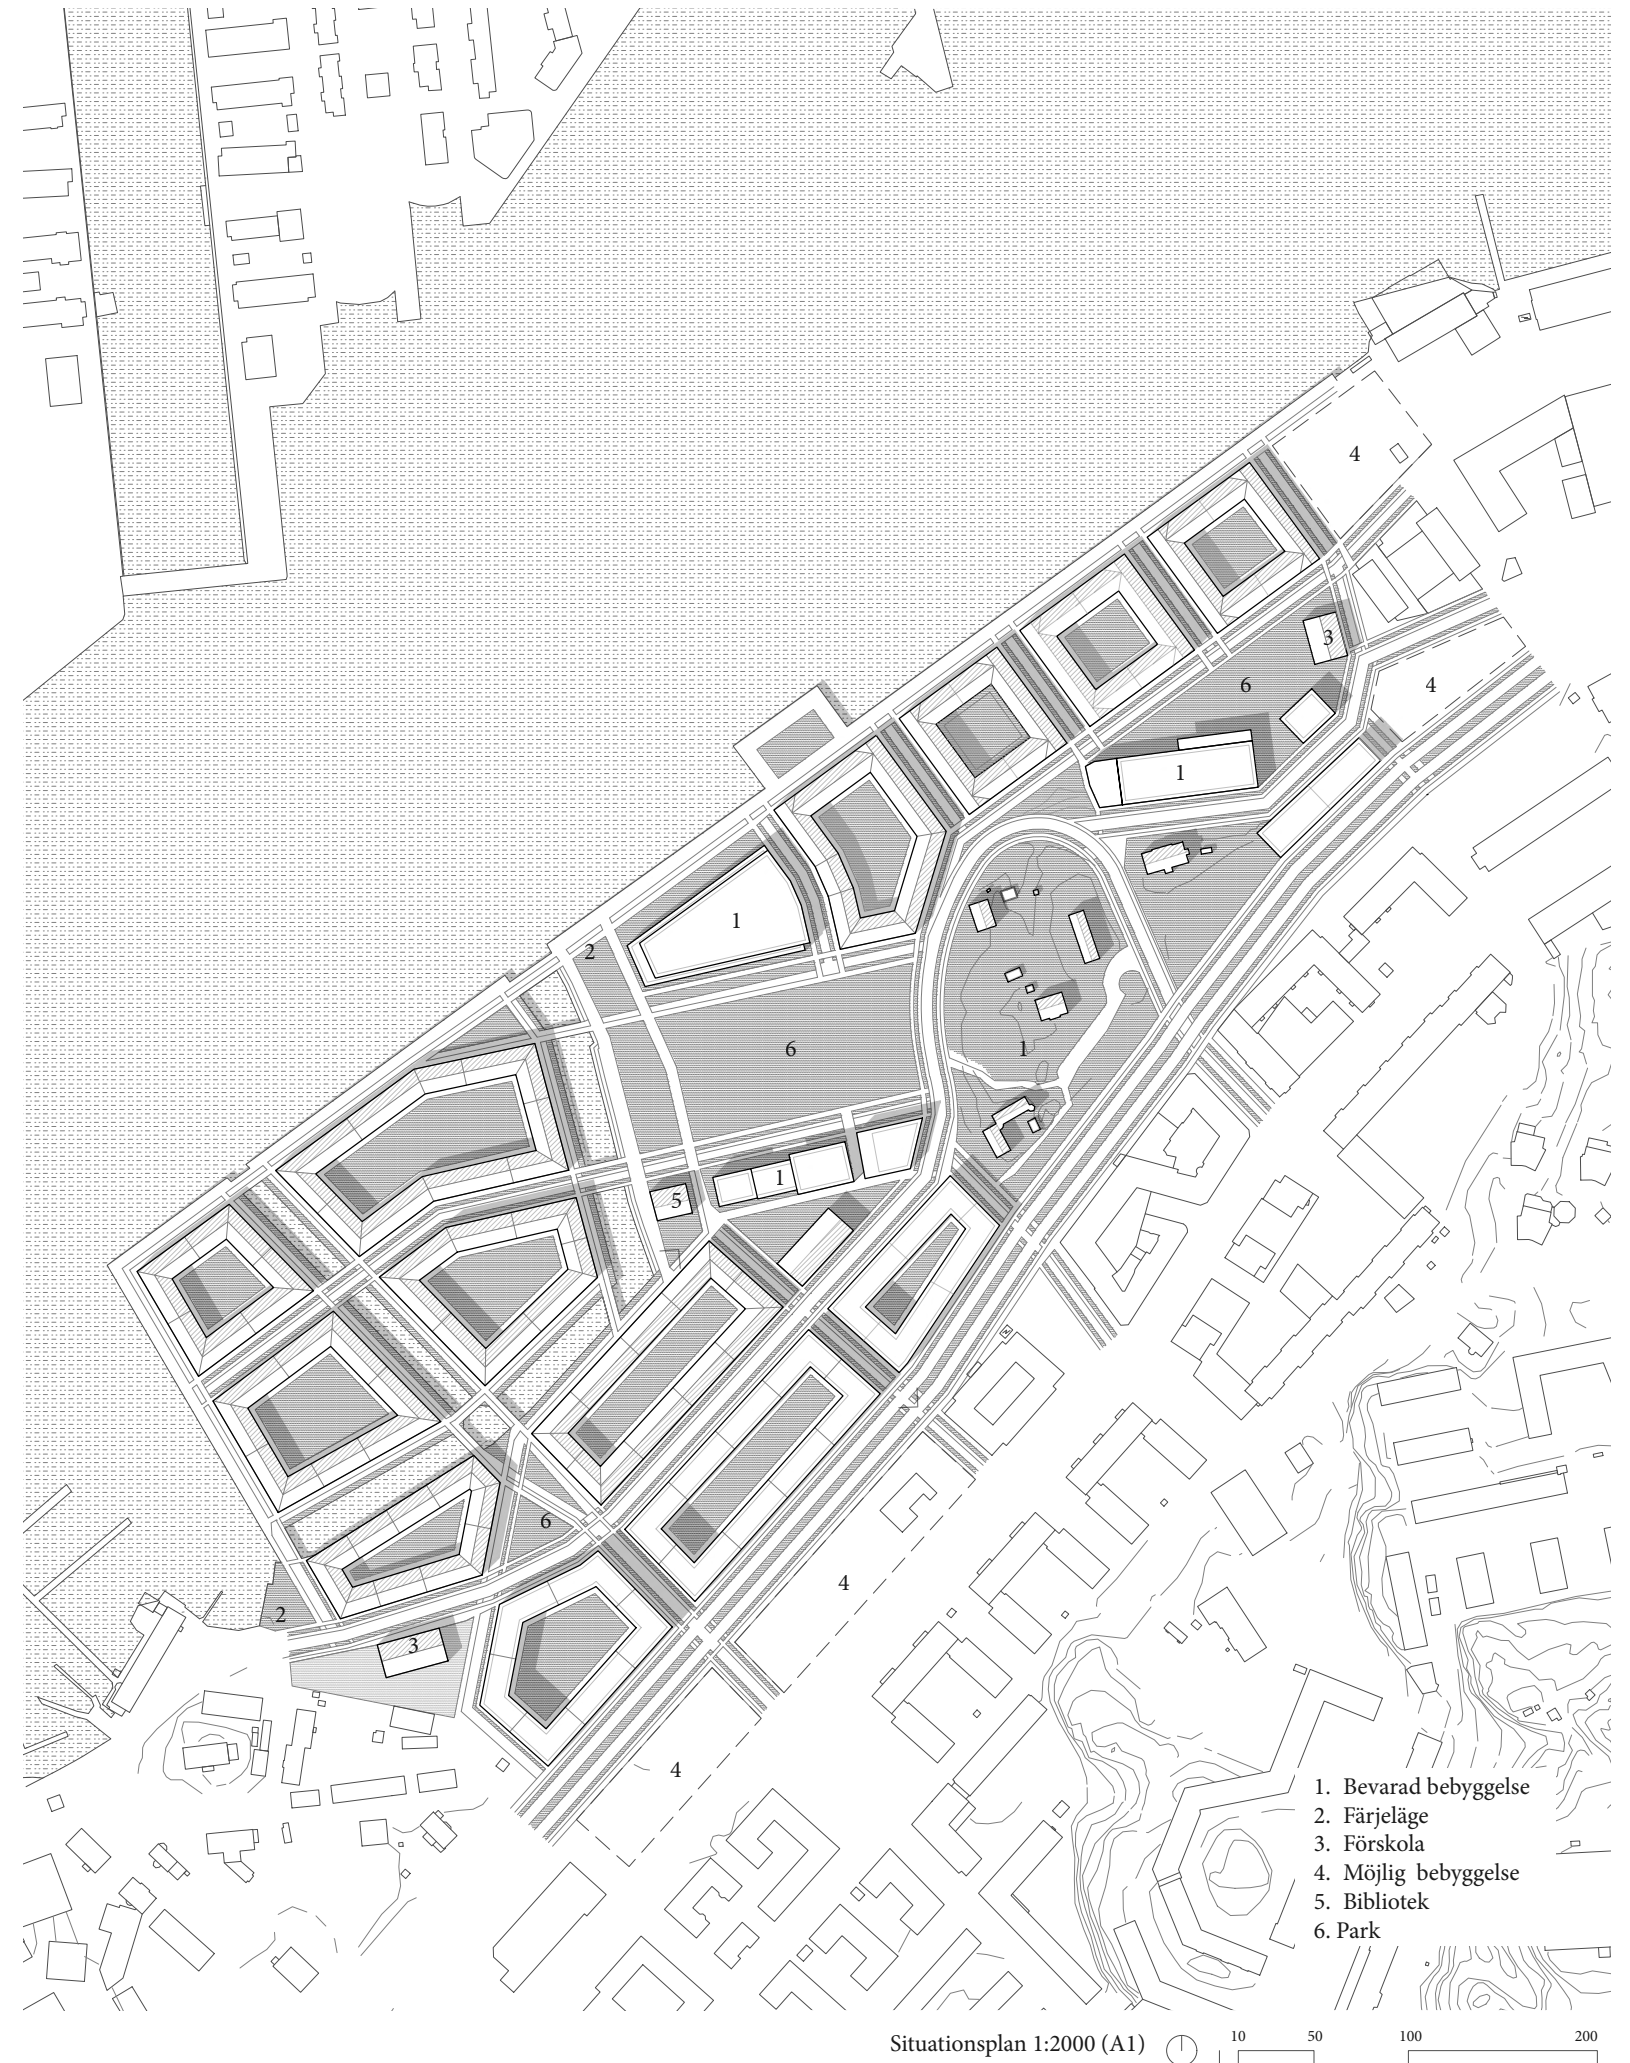 4
3
6
4
1
1
2
6
1
1
5
6
4
2
3
4
1. Bevarad bebyggelse
2. Färjeläge
3. Förskola
4. Möjlig bebyggelse
5. Bibliotek
6. Park
Situationsplan 1:2000 (A1)
10 50 100 200